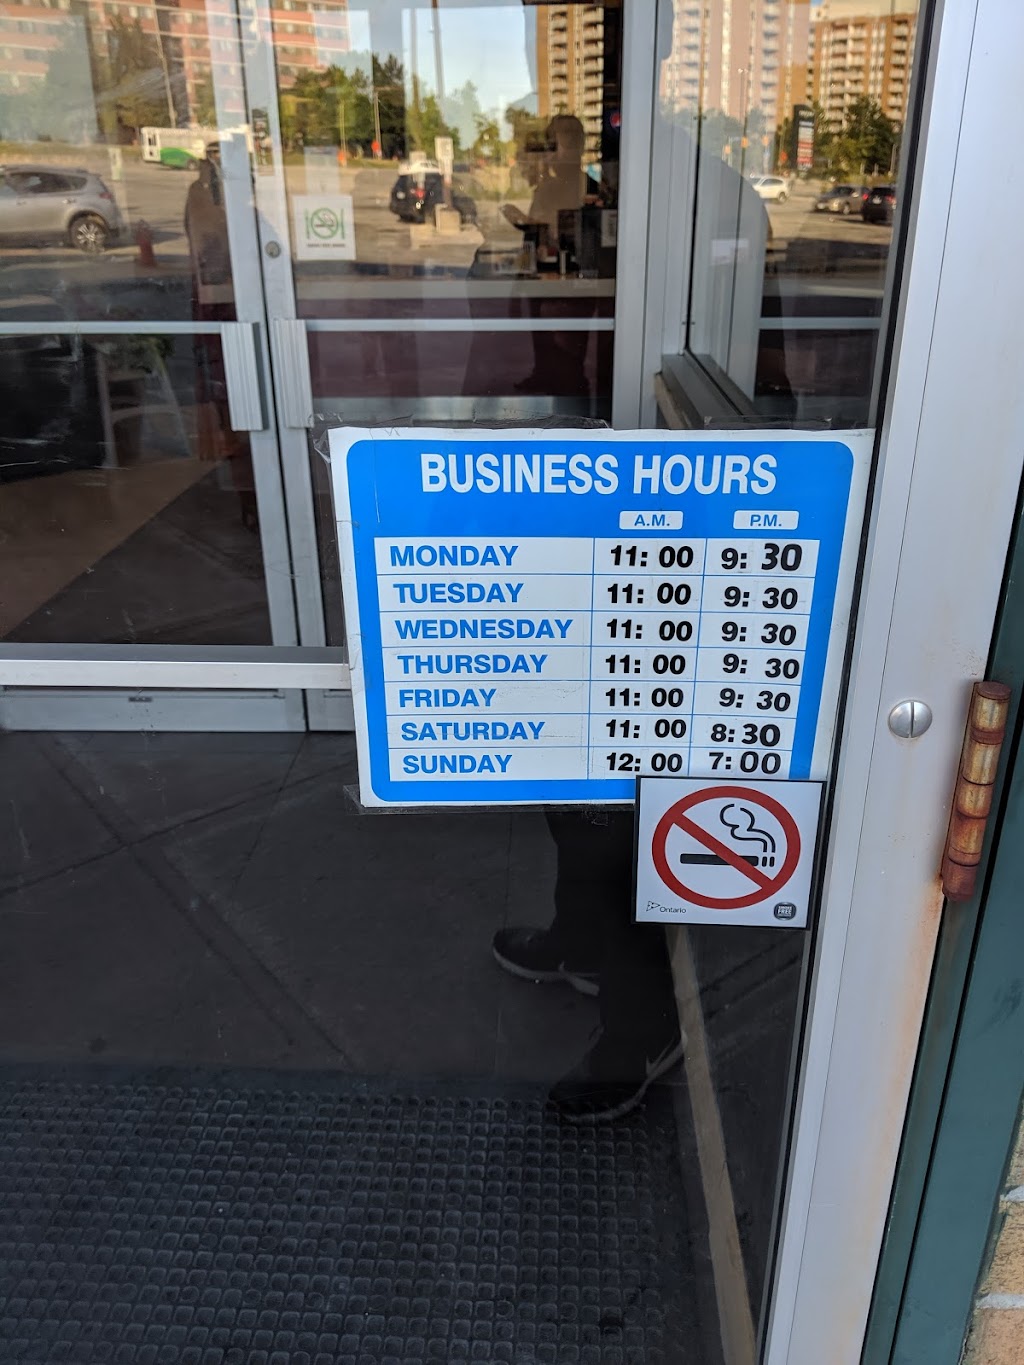 BUSINESS HOURS
A.M. P.M.
MONDAY 11: 00 9: 30
TUESDAY 11: 00 9: 30
WEDNESDAY 11: 00 9: 30
THURSDAY 11: 00 9: 30
FRIDAY 11: 00 9: 30
SATURDAY 11: 00 8: 30
SUNDAY 12: 00 7: 00
Ontario